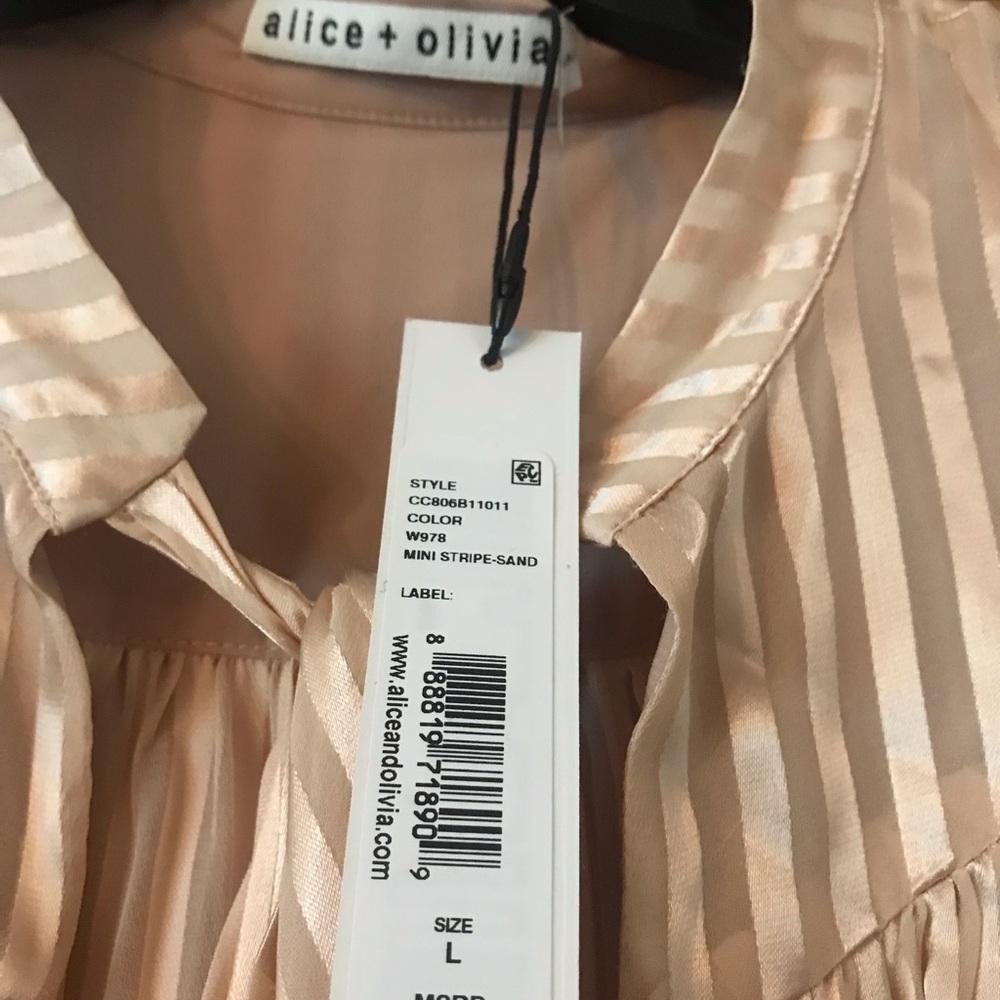 alice + olivia
STYLE
CC806B11011
COLOR
W978
MINI STRIPE-SAND
LABEL:
8 88819 71890 9
www.aliceandolivia.com
SIZE
L